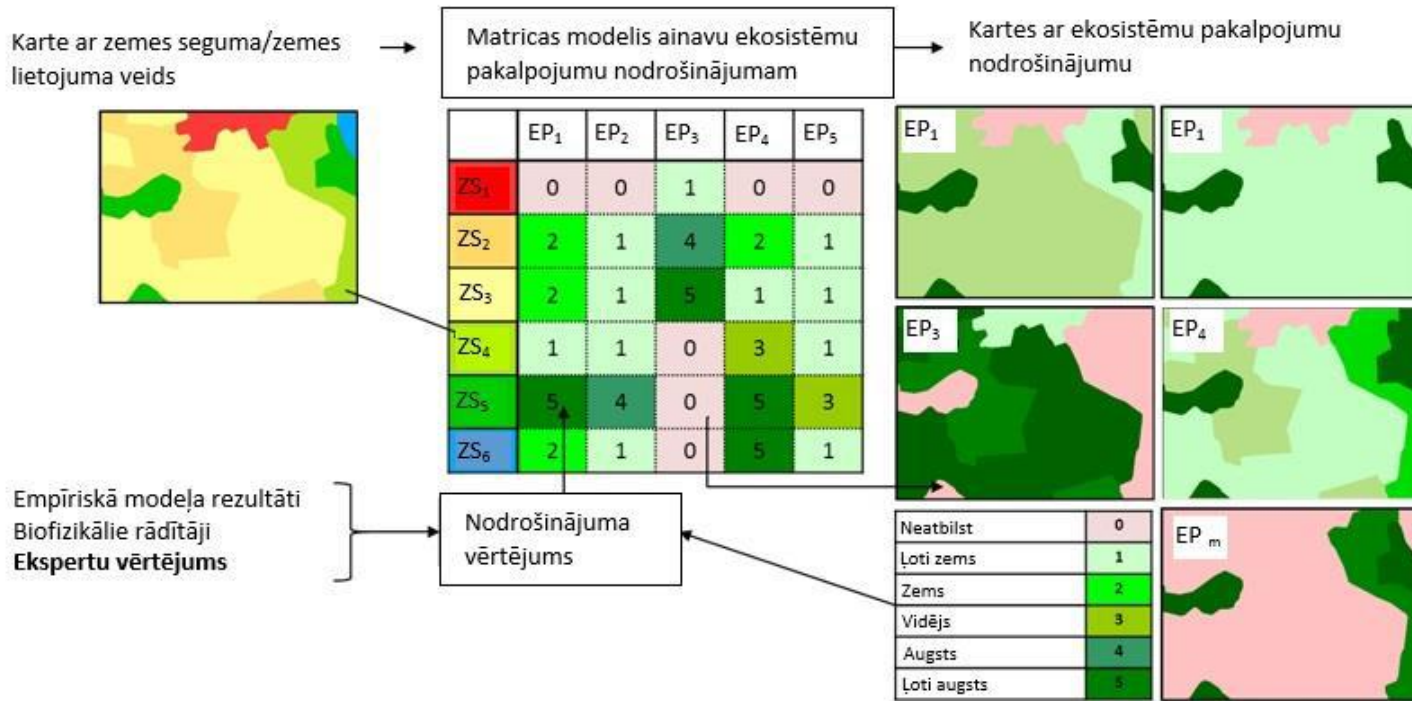 Karte ar zemes seguma/zemes
lietojuma veids
Matricas modelis ainavu ekosistēmu
pakalpojumu nodrošinājumam
Kartes ar ekosistēmu pakalpojumu
nodrošinājumu
EP₁ EP₂ EP₃ EP₄ EP₅
ZS₁ 0 0 1 0 0
ZS₂ 2 1 4 2 1
ZS₃ 2 1 5 1 1
ZS₄ 1 1 0 3 1
ZS₅ 5 4 0 5 3
ZS₆ 2 1 0 5 1
EP₁
EP₁
EP₃
EP₄
EP m
Empīriskā modeļa rezultāti
Biofizikālie rādītāji
Ekspertu vērtējums
Nodrošinājuma
vērtējums
Neatbilst 0
Ļoti zems 1
Zems 2
Vidējs 3
Augsts 4
Ļoti augsts 5